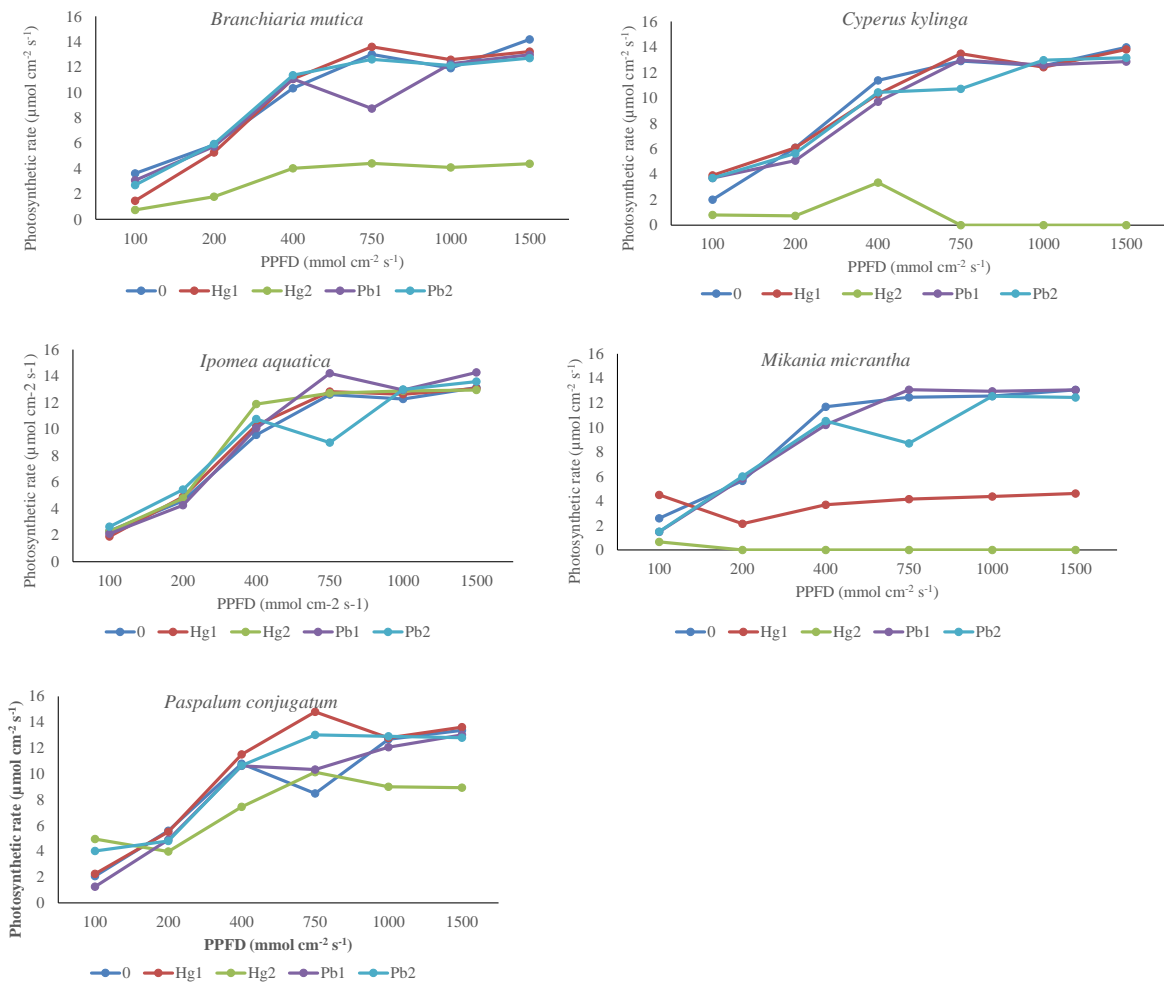 Branchiaria mutica
Photosynthetic rate (µmol cm-2 s-1)
16
14
12
10
8
6
4
2
0
100 200 400 750 1000 1500
PPFD (mmol cm-2 s-1)
0 Hg1 Hg2 Pb1 Pb2
Cyperus kylinga
Photosynthetic rate (µmol cm-2 s-1)
16
14
12
10
8
6
4
2
0
100 200 400 750 1000 1500
PPFD (mmol cm-2 s-1)
0 Hg1 Hg2 Pb1 Pb2
Ipomea aquatica
Photosynthetic rate (µmol cm-2 s-1)
16
14
12
10
8
6
4
2
0
100 200 400 750 1000 1500
PPFD (mmol cm-2 s-1)
0 Hg1 Hg2 Pb1 Pb2
Mikania micrantha
Photosynthetic rate (µmol cm-2 s-1)
16
14
12
10
8
6
4
2
0
100 200 400 750 1000 1500
PPFD (mmol cm-2 s-1)
0 Hg1 Hg2 Pb1 Pb2
Paspalum conjugatum
Photosynthetic rate (µmol cm-2 s-1)
16
14
12
10
8
6
4
2
0
100 200 400 750 1000 1500
PPFD (mmol cm-2 s-1)
0 Hg1 Hg2 Pb1 Pb2